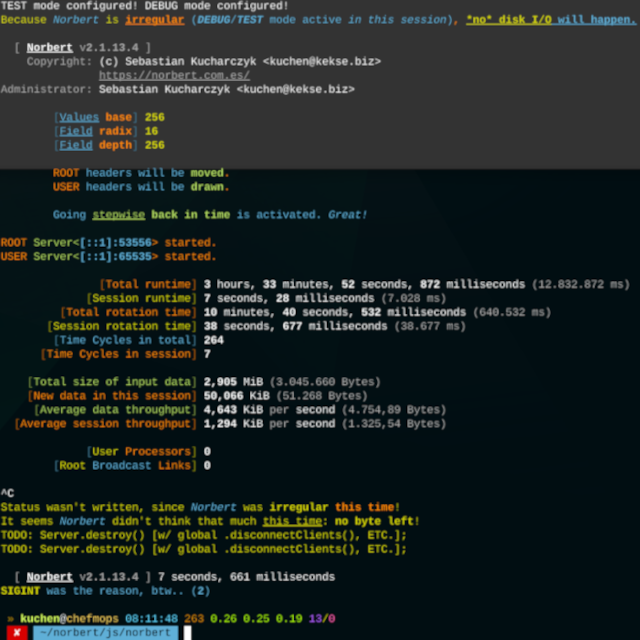 TEST mode configured! DEBUG mode configured!
Because Norbert is irregular (DEBUG/TEST mode active in this session), *no* disk I/O will happen.
[ Norbert v2.1.13.4 ]
Copyright: (c) Sebastian Kucharczyk <kuchen@kekse.biz>
https://norbert.com.es/
Administrator: Sebastian Kucharczyk <kuchen@kekse.biz>
[Values base] 256
[Field radix] 16
[Field depth] 256
ROOT headers will be moved.
USER headers will be drawn.
Going stepwise back in time is activated. Great!
ROOT Server<[::1]:53556> started.
USER Server<[::1]:65535> started.
[Total runtime] 3 hours, 33 minutes, 52 seconds, 872 milliseconds (12.832.872 ms)
[Session runtime] 7 seconds, 28 milliseconds (7.028 ms)
[Total rotation time] 10 minutes, 40 seconds, 532 milliseconds (640.532 ms)
[Session rotation time] 38 seconds, 677 milliseconds (38.677 ms)
[Time Cycles in total] 264
[Time Cycles in session] 7
[Total size of input data] 2,905 MiB (3.045.660 Bytes)
[New data in this session] 50,066 KiB (51.268 Bytes)
[Average data throughput] 4,643 KiB per second (4.754,89 Bytes)
[Average session throughput] 1,294 KiB per second (1.325,54 Bytes)
[User Processors] 0
[Root Broadcast Links] 0
^C
Status wasn't written, since Norbert was irregular this time!
It seems Norbert didn't think that much this time: no byte left!
TODO: Server.destroy() [w/ global .disconnectClients(), ETC.];
TODO: Server.destroy() [w/ global .disconnectClients(), ETC.];
[ Norbert v2.1.13.4 ] 7 seconds, 661 milliseconds
SIGINT was the reason, btw.. (2)
» kuchen@chefmops 08:11:48 263 0.26 0.25 0.19 13/0
✘ ~/norbert/js/norbert